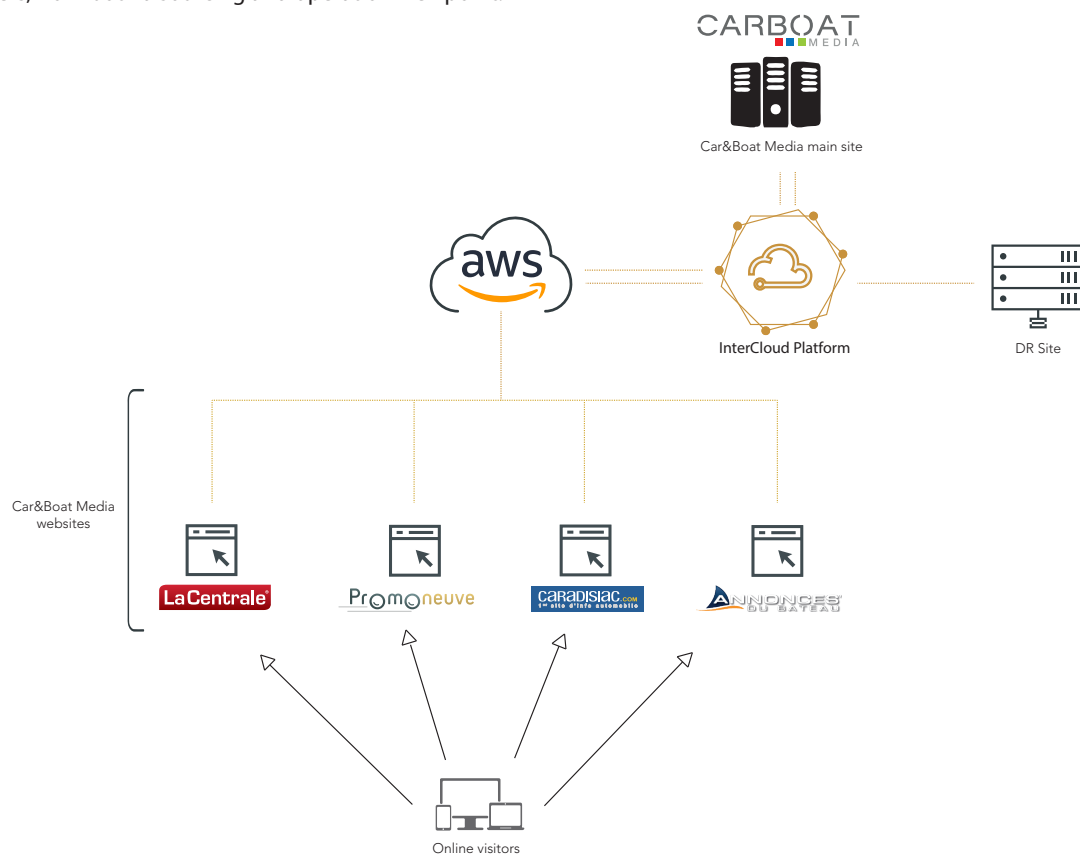 CARBOAT
MEDIA
Car&Boat Media main site
aws
InterCloud Platform
DR Site
Car&Boat Media
websites
LaCentrale®
Promoneuve
CARADISIAC.COM
1er site d'info automobile
ANNONCES
DU BATEAU
Online visitors